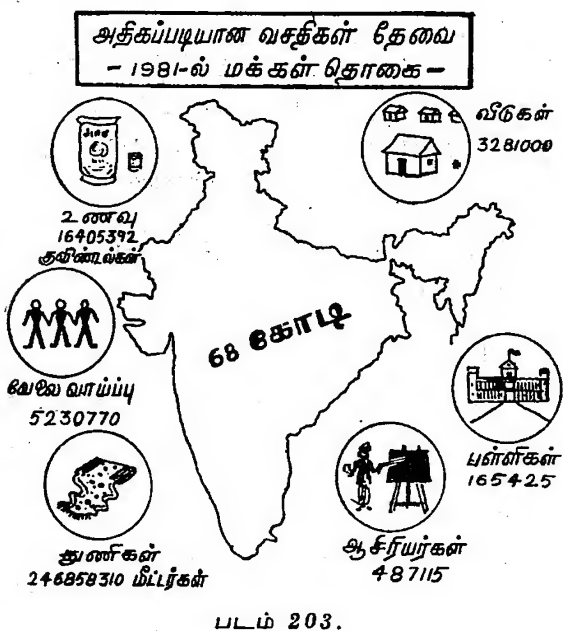 அதிகப்படியான வசதிகள் தேவை
- 1981-ல் மக்கள் தொகை -
வீடுகள்
3281000
உணவு
16405392
குவிண்டல்கள்
68 கோடி
வேலை வாய்ப்பு
5230770
பள்ளிகள்
165425
துணிகள்
246858310 மீட்டர்கள்
ஆசிரியர்கள்
487115
படம் 203.